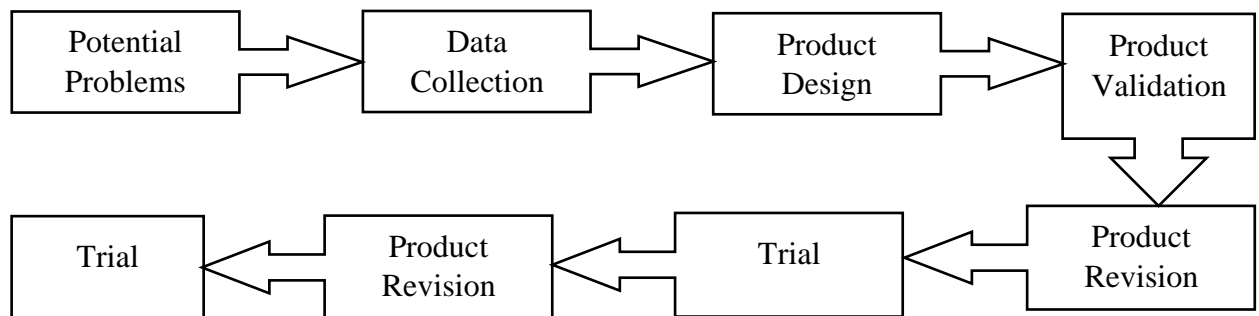 Potential
Problems
Data
Collection
Product
Design
Product
Validation
Product
Revision
Trial
Product
Revision
Trial